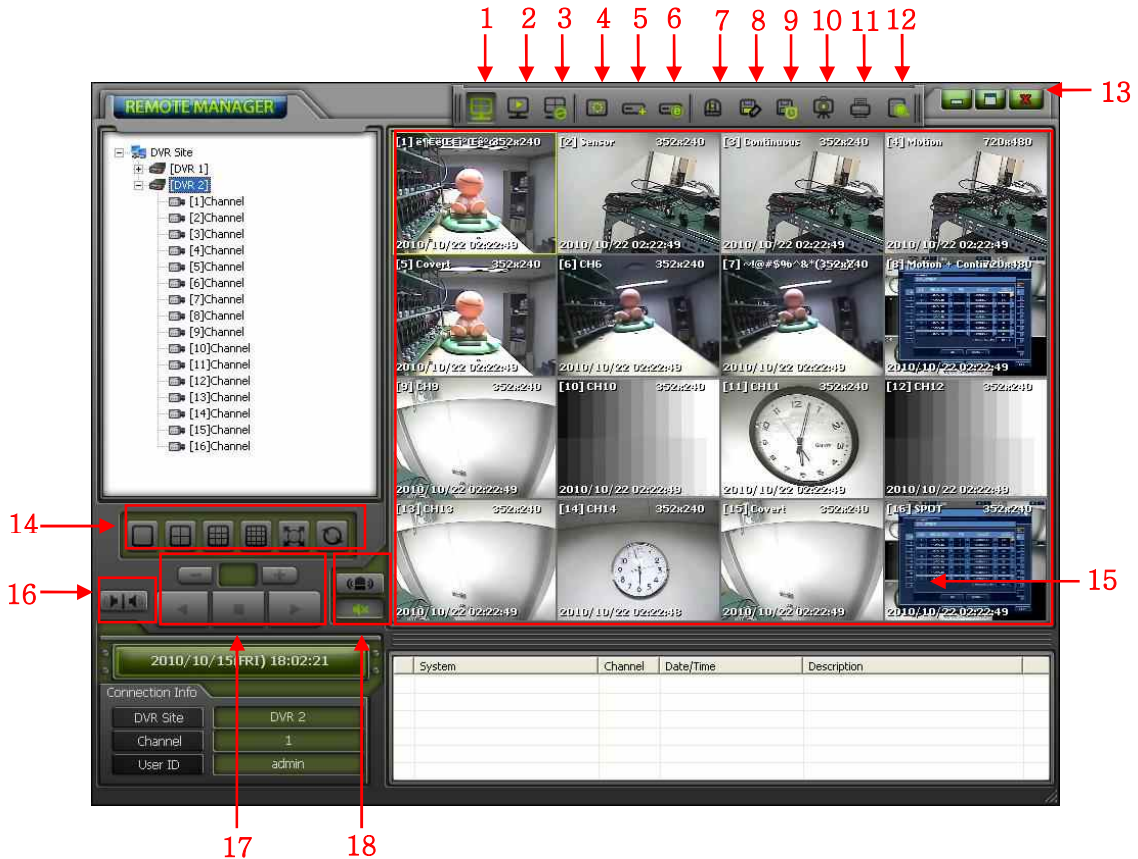 1 2 3 4 5 6 7 8 9 10 11 12
13
REMOTE MANAGER
DVR Site
[DVR 1]
[DVR 2]
[1]Channel
[2]Channel
[3]Channel
[4]Channel
[5]Channel
[6]Channel
[7]Channel
[8]Channel
[9]Channel
[10]Channel
[11]Channel
[12]Channel
[13]Channel
[14]Channel
[15]Channel
[16]Channel
[1] 352x240
2010/10/22 02:22:49
[2] Sensor 352x240
2010/10/22 02:22:49
[3] Continuous 352x240
2010/10/22 02:22:49
[4] Motion 720x480
2010/10/22 02:22:49
[5] Covert 352x240
2010/10/22 02:22:49
[6] CH6 352x240
2010/10/22 02:22:49
[7] ~!@#$%^&*(352x240
2010/10/22 02:22:49
[8] Motion + Conti720x480
2010/10/22 02:22:49
[9] CH9 352x240
2010/10/22 02:22:49
[10] CH10 352x240
2010/10/22 02:22:49
[11] CH11 352x240
2010/10/22 02:22:49
[12] CH12 352x240
2010/10/22 02:22:49
[13] CH13 352x240
2010/10/22 02:22:49
[14] CH14 352x240
2010/10/22 02:22:48
[15] Covert 352x240
2010/10/22 02:22:49
[16] SPOT 352x240
2010/10/22 02:22:49
14
15
16
2010/10/15(FRI) 18:02:21
Connection Info
DVR Site DVR 2
Channel 1
User ID admin
System Channel Date/Time Description
17 18